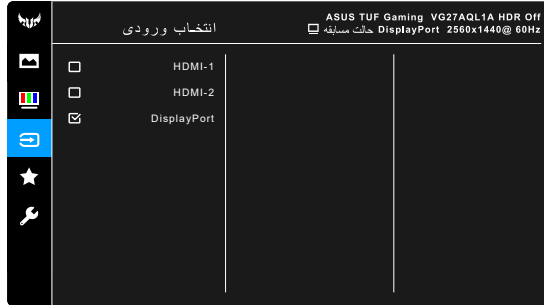 ASUS TUF Gaming VG27AQL1A HDR Off
حالت مسابقه DisplayPort 2560x1440@ 60Hz
انتخاب ورودی
HDMI-1
HDMI-2
DisplayPort